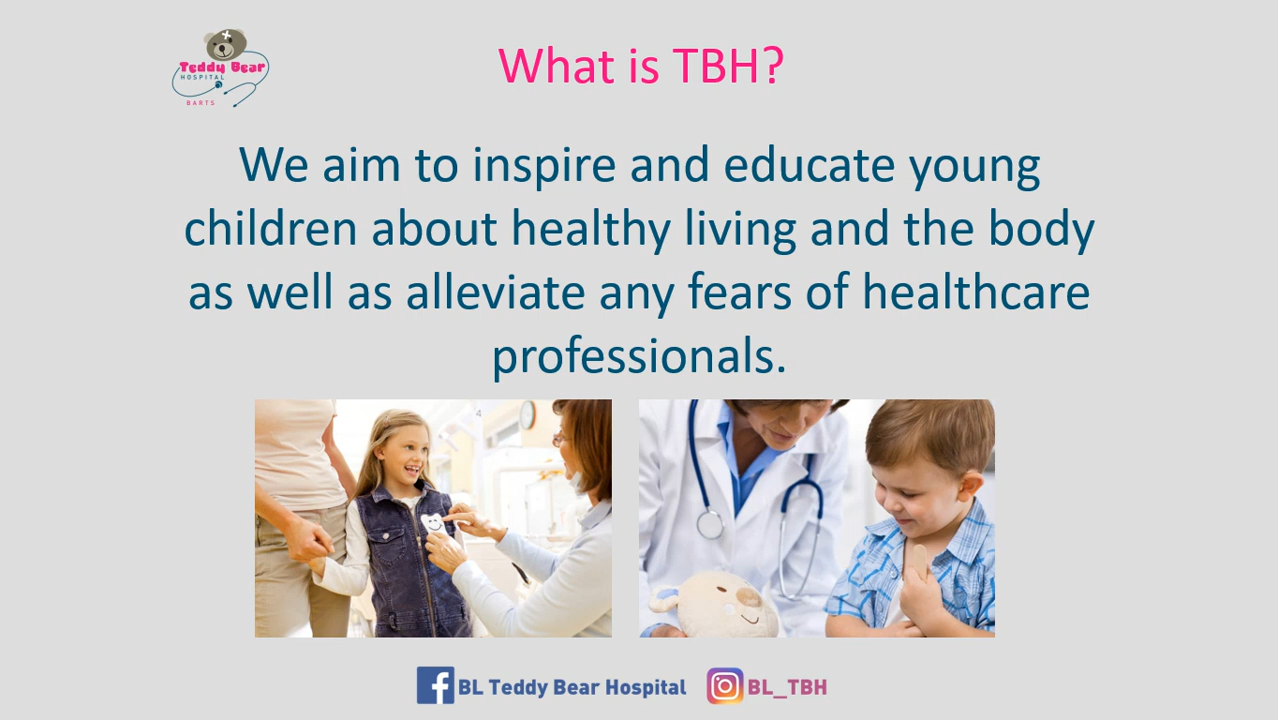 Teddy Bear
HOSPITAL
BARTS
What is TBH?
We aim to inspire and educate young
children about healthy living and the body
as well as alleviate any fears of healthcare
professionals.
BL Teddy Bear Hospital
BL_TBH